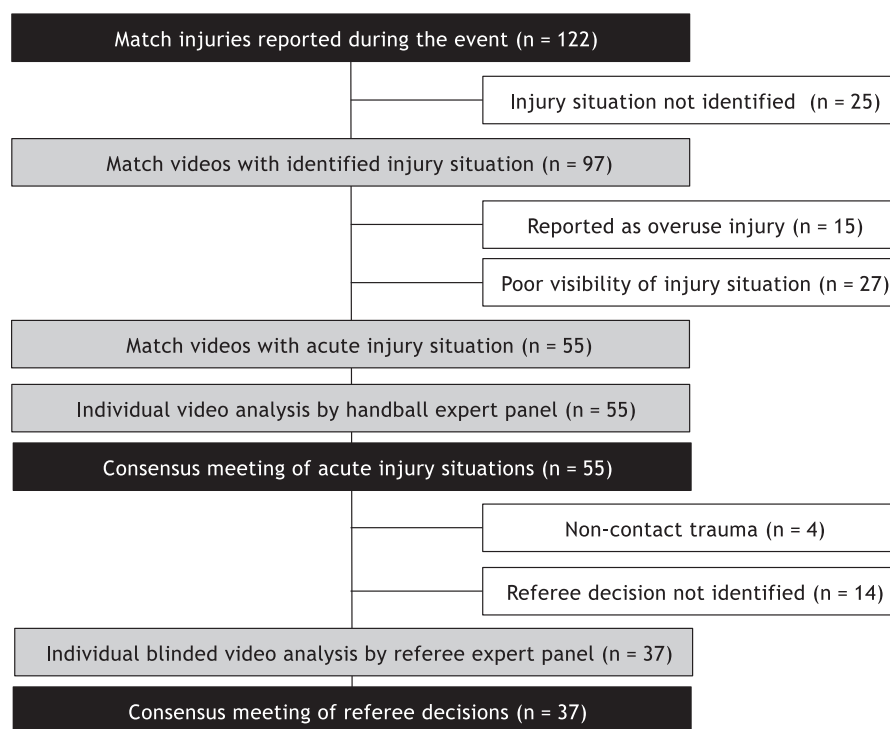 Match injuries reported during the event (n = 122)
Injury situation not identified (n = 25)
Match videos with identified injury situation (n = 97)
Reported as overuse injury (n = 15)
Poor visibility of injury situation (n = 27)
Match videos with acute injury situation (n = 55)
Individual video analysis by handball expert panel (n = 55)
Consensus meeting of acute injury situations (n = 55)
Non-contact trauma (n = 4)
Referee decision not identified (n = 14)
Individual blinded video analysis by referee expert panel (n = 37)
Consensus meeting of referee decisions (n = 37)